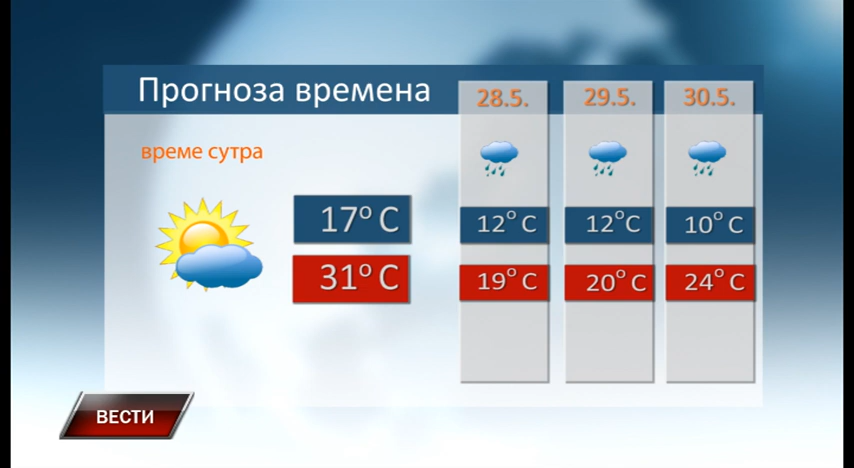 Прогноза времена
време сутра
17° C
31° C
28.5.
12° C
19° C
29.5.
12°C
20° C
30.5.
10° C
24° C
ВЕСТИ